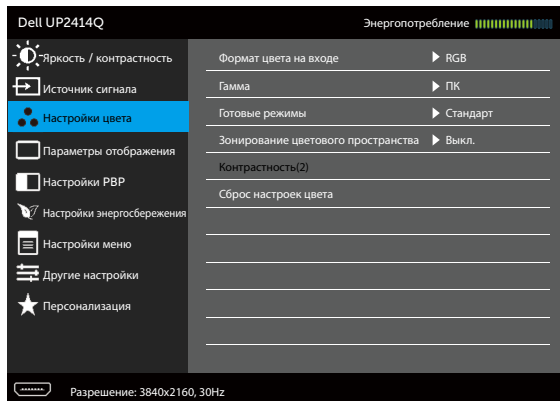 Dell UP2414Q
Энергопотребление
Яркость / контрастность
Источник сигнала
Настройки цвета
Параметры отображения
Настройки PBP
Настройки энергосбережения
Настройки меню
Другие настройки
Персонализация
Формат цвета на входе RGB
Гамма ПК
Готовые режимы Стандарт
Зонирование цветового пространства Выкл.
Контрастность(2)
Сброс настроек цвета
Разрешение: 3840x2160, 30Hz